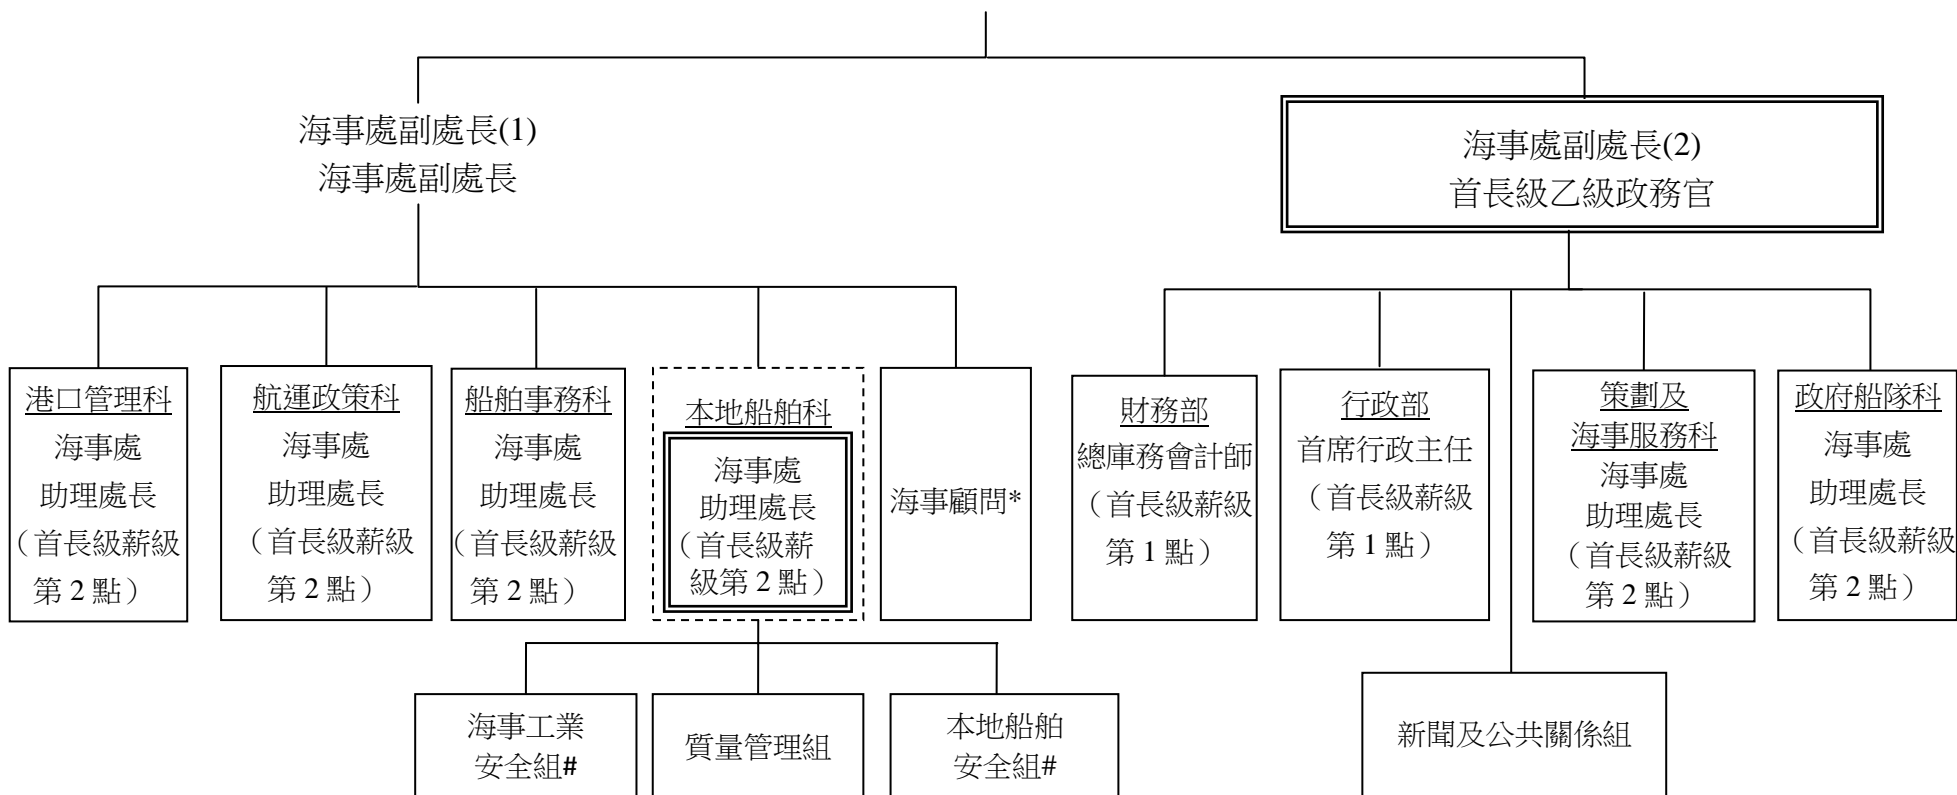 海事處副處長(1)
海事處副處長
海事處副處長(2)
首長級乙級政務官
港口管理科
海事處
助理處長
（首長級薪級
第 2 點）
航運政策科
海事處
助理處長
（首長級薪級
第 2 點）
船舶事務科
海事處
助理處長
（首長級薪級
第 2 點）
本地船舶科
海事處
助理處長
（首長級薪
級第 2 點）
海事顧問*
財務部
總庫務會計師
（首長級薪級
第 1 點）
行政部
首席行政主任
（首長級薪級
第 1 點）
策劃及
海事服務科
海事處
助理處長
（首長級薪級
第 2 點）
政府船隊科
海事處
助理處長
（首長級薪級
第 2 點）
海事工業
安全組#
質量管理組
本地船舶
安全組#
新聞及公共關係組